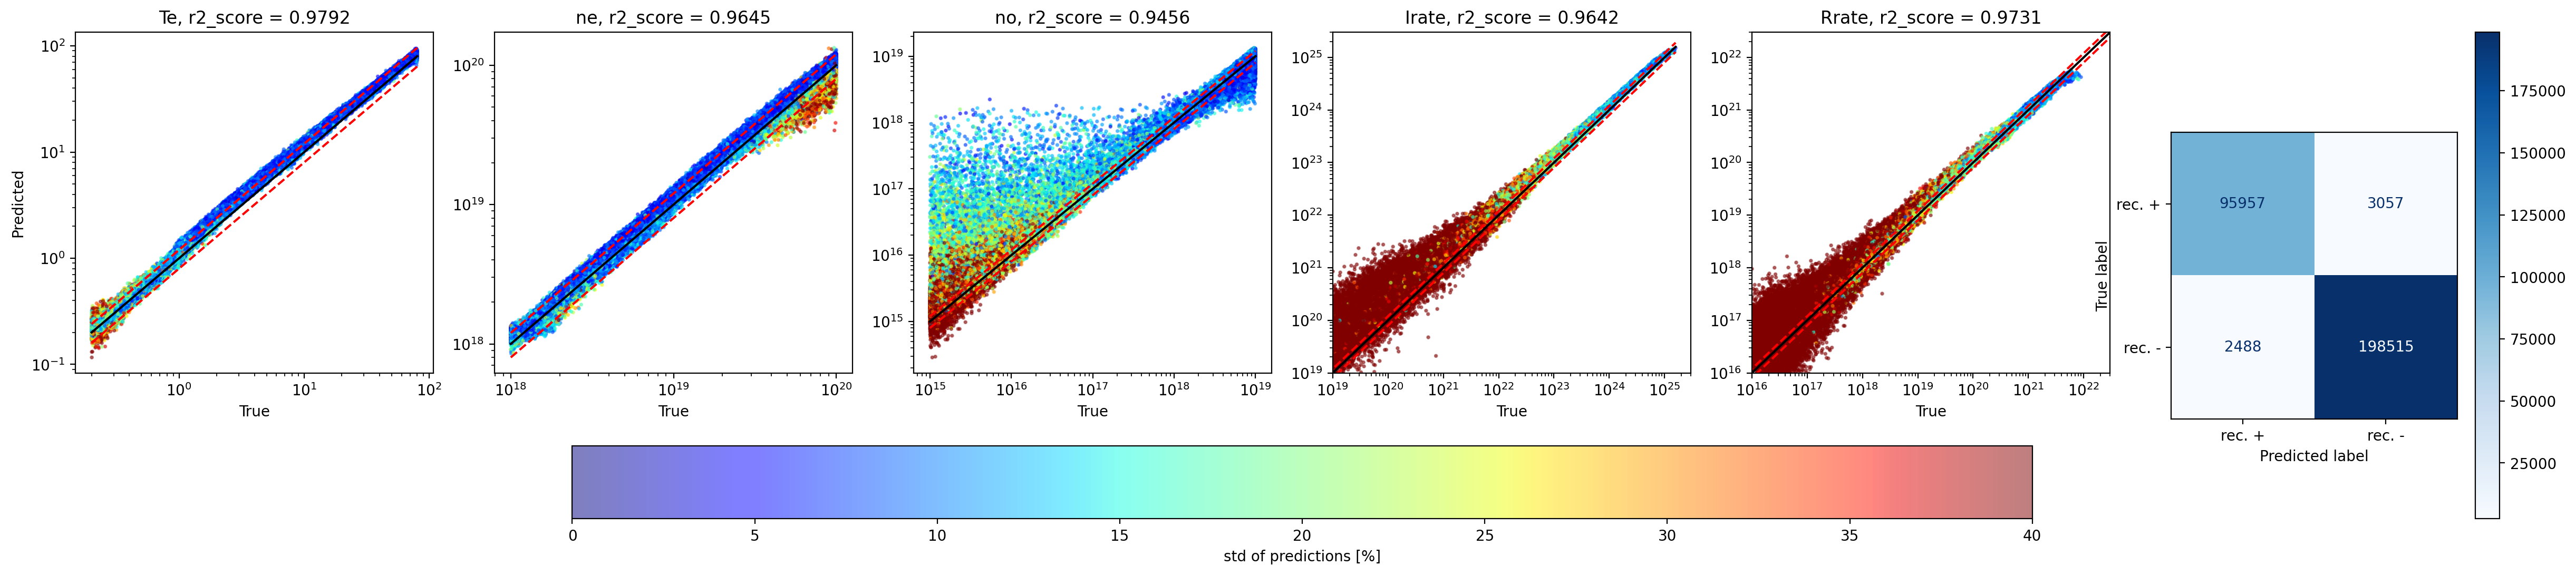 Te, r2_score = 0.9792
ne, r2_score = 0.9645
no, r2_score = 0.9456
Irate, r2_score = 0.9642
Rrate, r2_score = 0.9731
Predicted
10²
10¹
10⁰
10⁻¹
10⁰ 10¹ 10²
True
10²⁰
10¹⁹
10¹⁸
10¹⁸ 10¹⁹ 10²⁰
True
10¹⁹
10¹⁸
10¹⁷
10¹⁶
10¹⁵
10¹⁵ 10¹⁶ 10¹⁷ 10¹⁸ 10¹⁹
True
10²⁵
10²⁴
10²³
10²²
10²¹
10²⁰
10¹⁹
10¹⁹ 10²⁰ 10²¹ 10²² 10²³ 10²⁴ 10²⁵
True
10²²
10²¹
10²⁰
10¹⁹
10¹⁸
10¹⁷
10¹⁶
10¹⁶ 10¹⁷ 10¹⁸ 10¹⁹ 10²⁰ 10²¹ 10²²
True
True label
rec. + 95957 3057
rec. - 2488 198515
rec. + rec. -
Predicted label
175000
150000
125000
100000
75000
50000
25000
0 5 10 15 20 25 30 35 40
std of predictions [%]